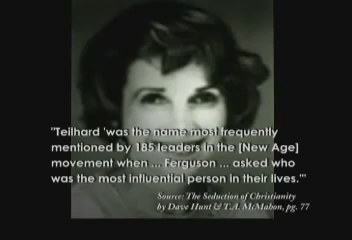 "Teilhard 'was the name most frequently
mentioned by 185 leaders in the [New Age]
movement when ... Ferguson ... asked who
was the most influential person in their lives.'"
Source: The Seduction of Christianity
by Dave Hunt & T.A. McMahon, pg. 77